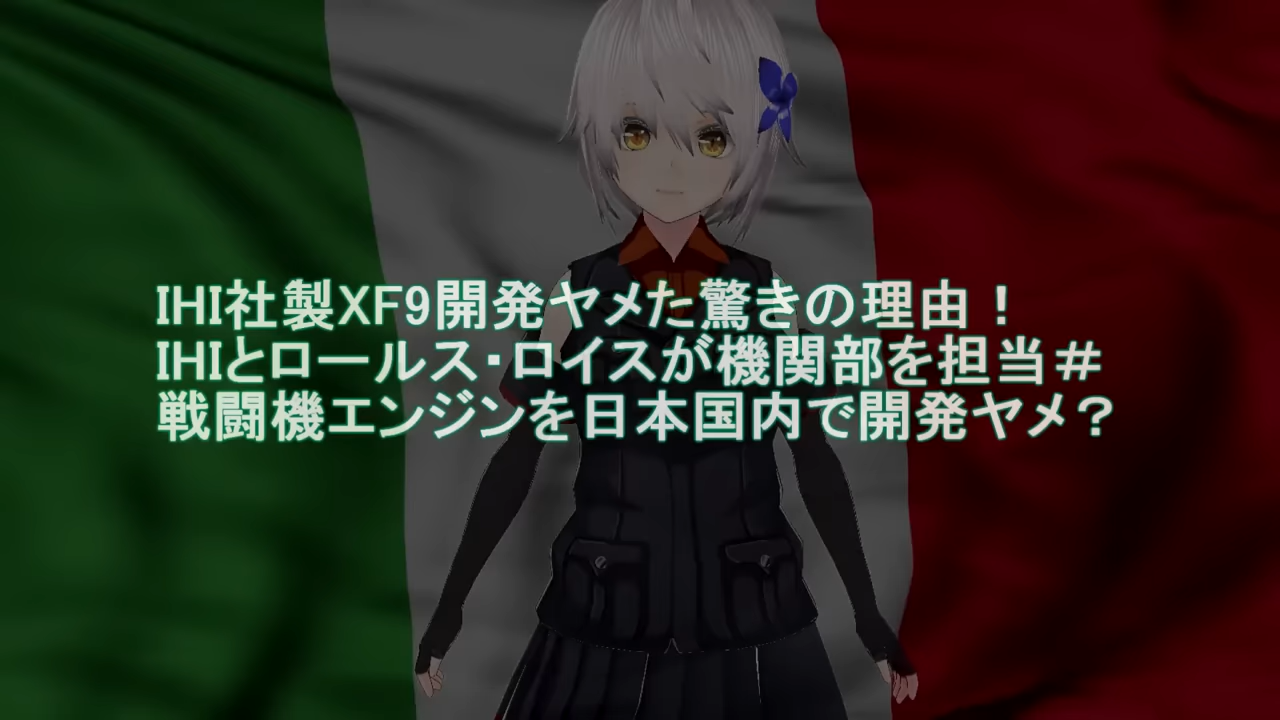 IHI社製XF9開発ヤメた驚きの理由！
IHIとロールス・ロイスが機関部を担当＃
戦闘機エンジンを日本国内で開発ヤメ？